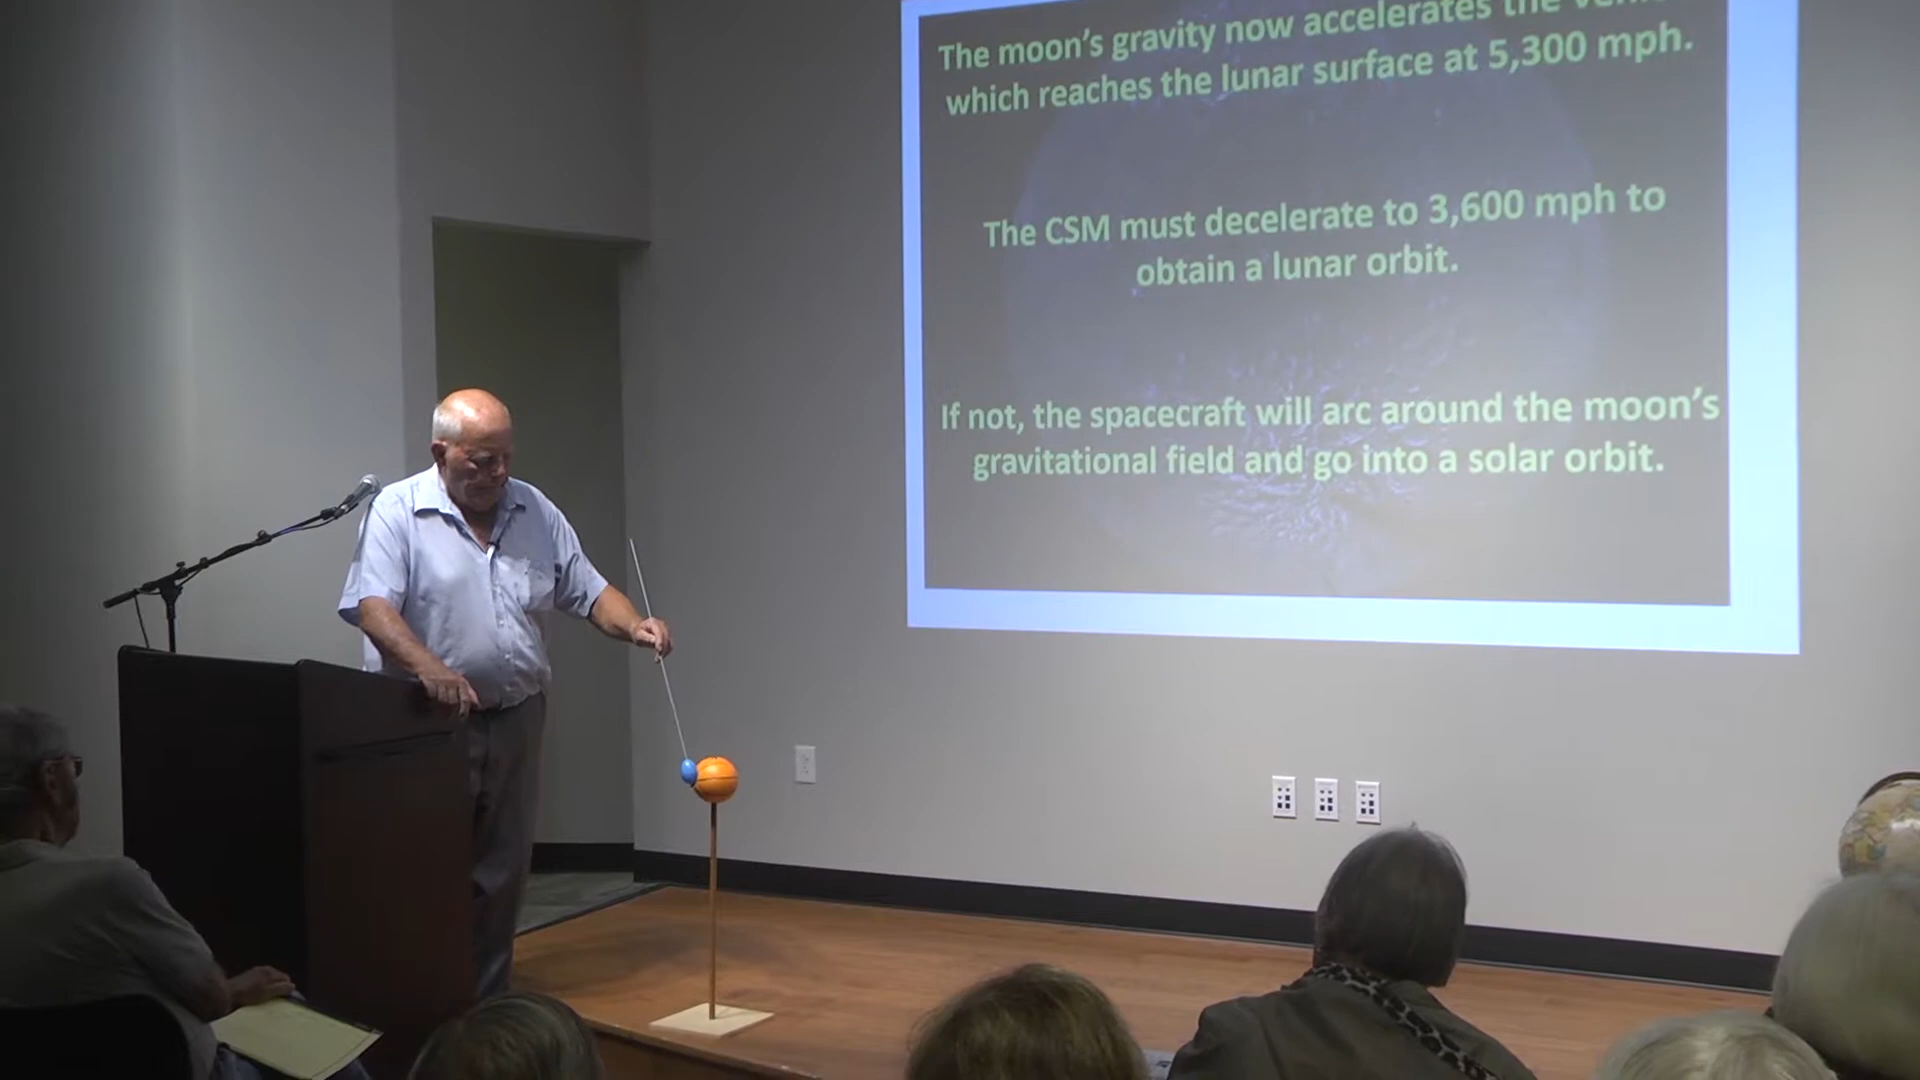 The moon's gravity now accelerates the
which reaches the lunar surface at 5,300 mph.
The CSM must decelerate to 3,600 mph to
obtain a lunar orbit.
If not, the spacecraft will arc around the moon's
gravitational field and go into a solar orbit.